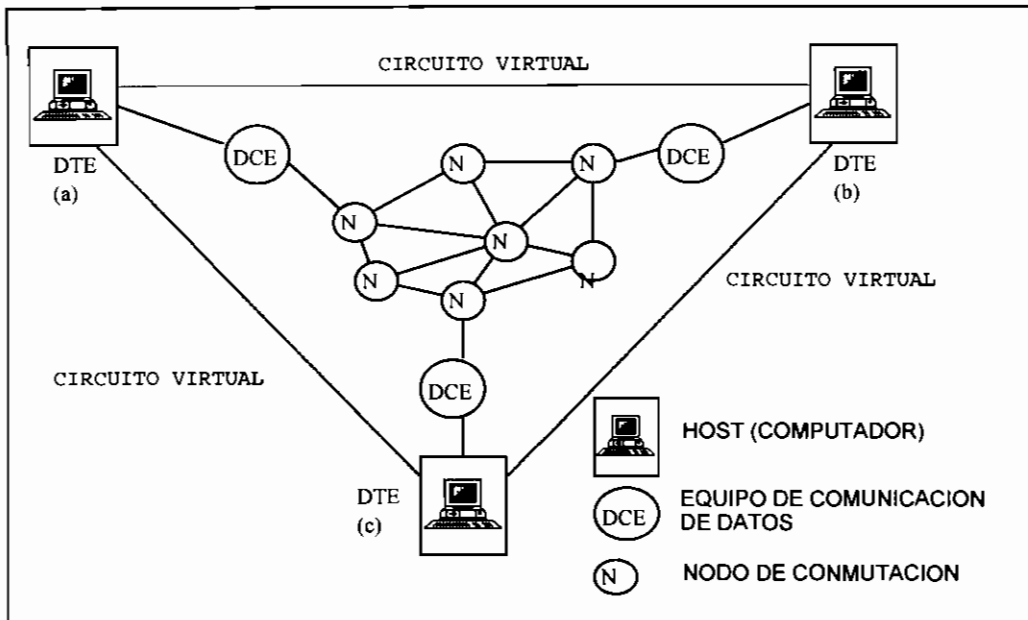 CIRCUITO VIRTUAL
DTE
(a)
DCE
N
N
DCE
DTE
(b)
N
N
N
N
N
CIRCUITO VIRTUAL
CIRCUITO VIRTUAL
DCE
DTE
(c)
HOST (COMPUTADOR)
DCE
EQUIPO DE COMUNICACION
DE DATOS
N
NODO DE CONMUTACION